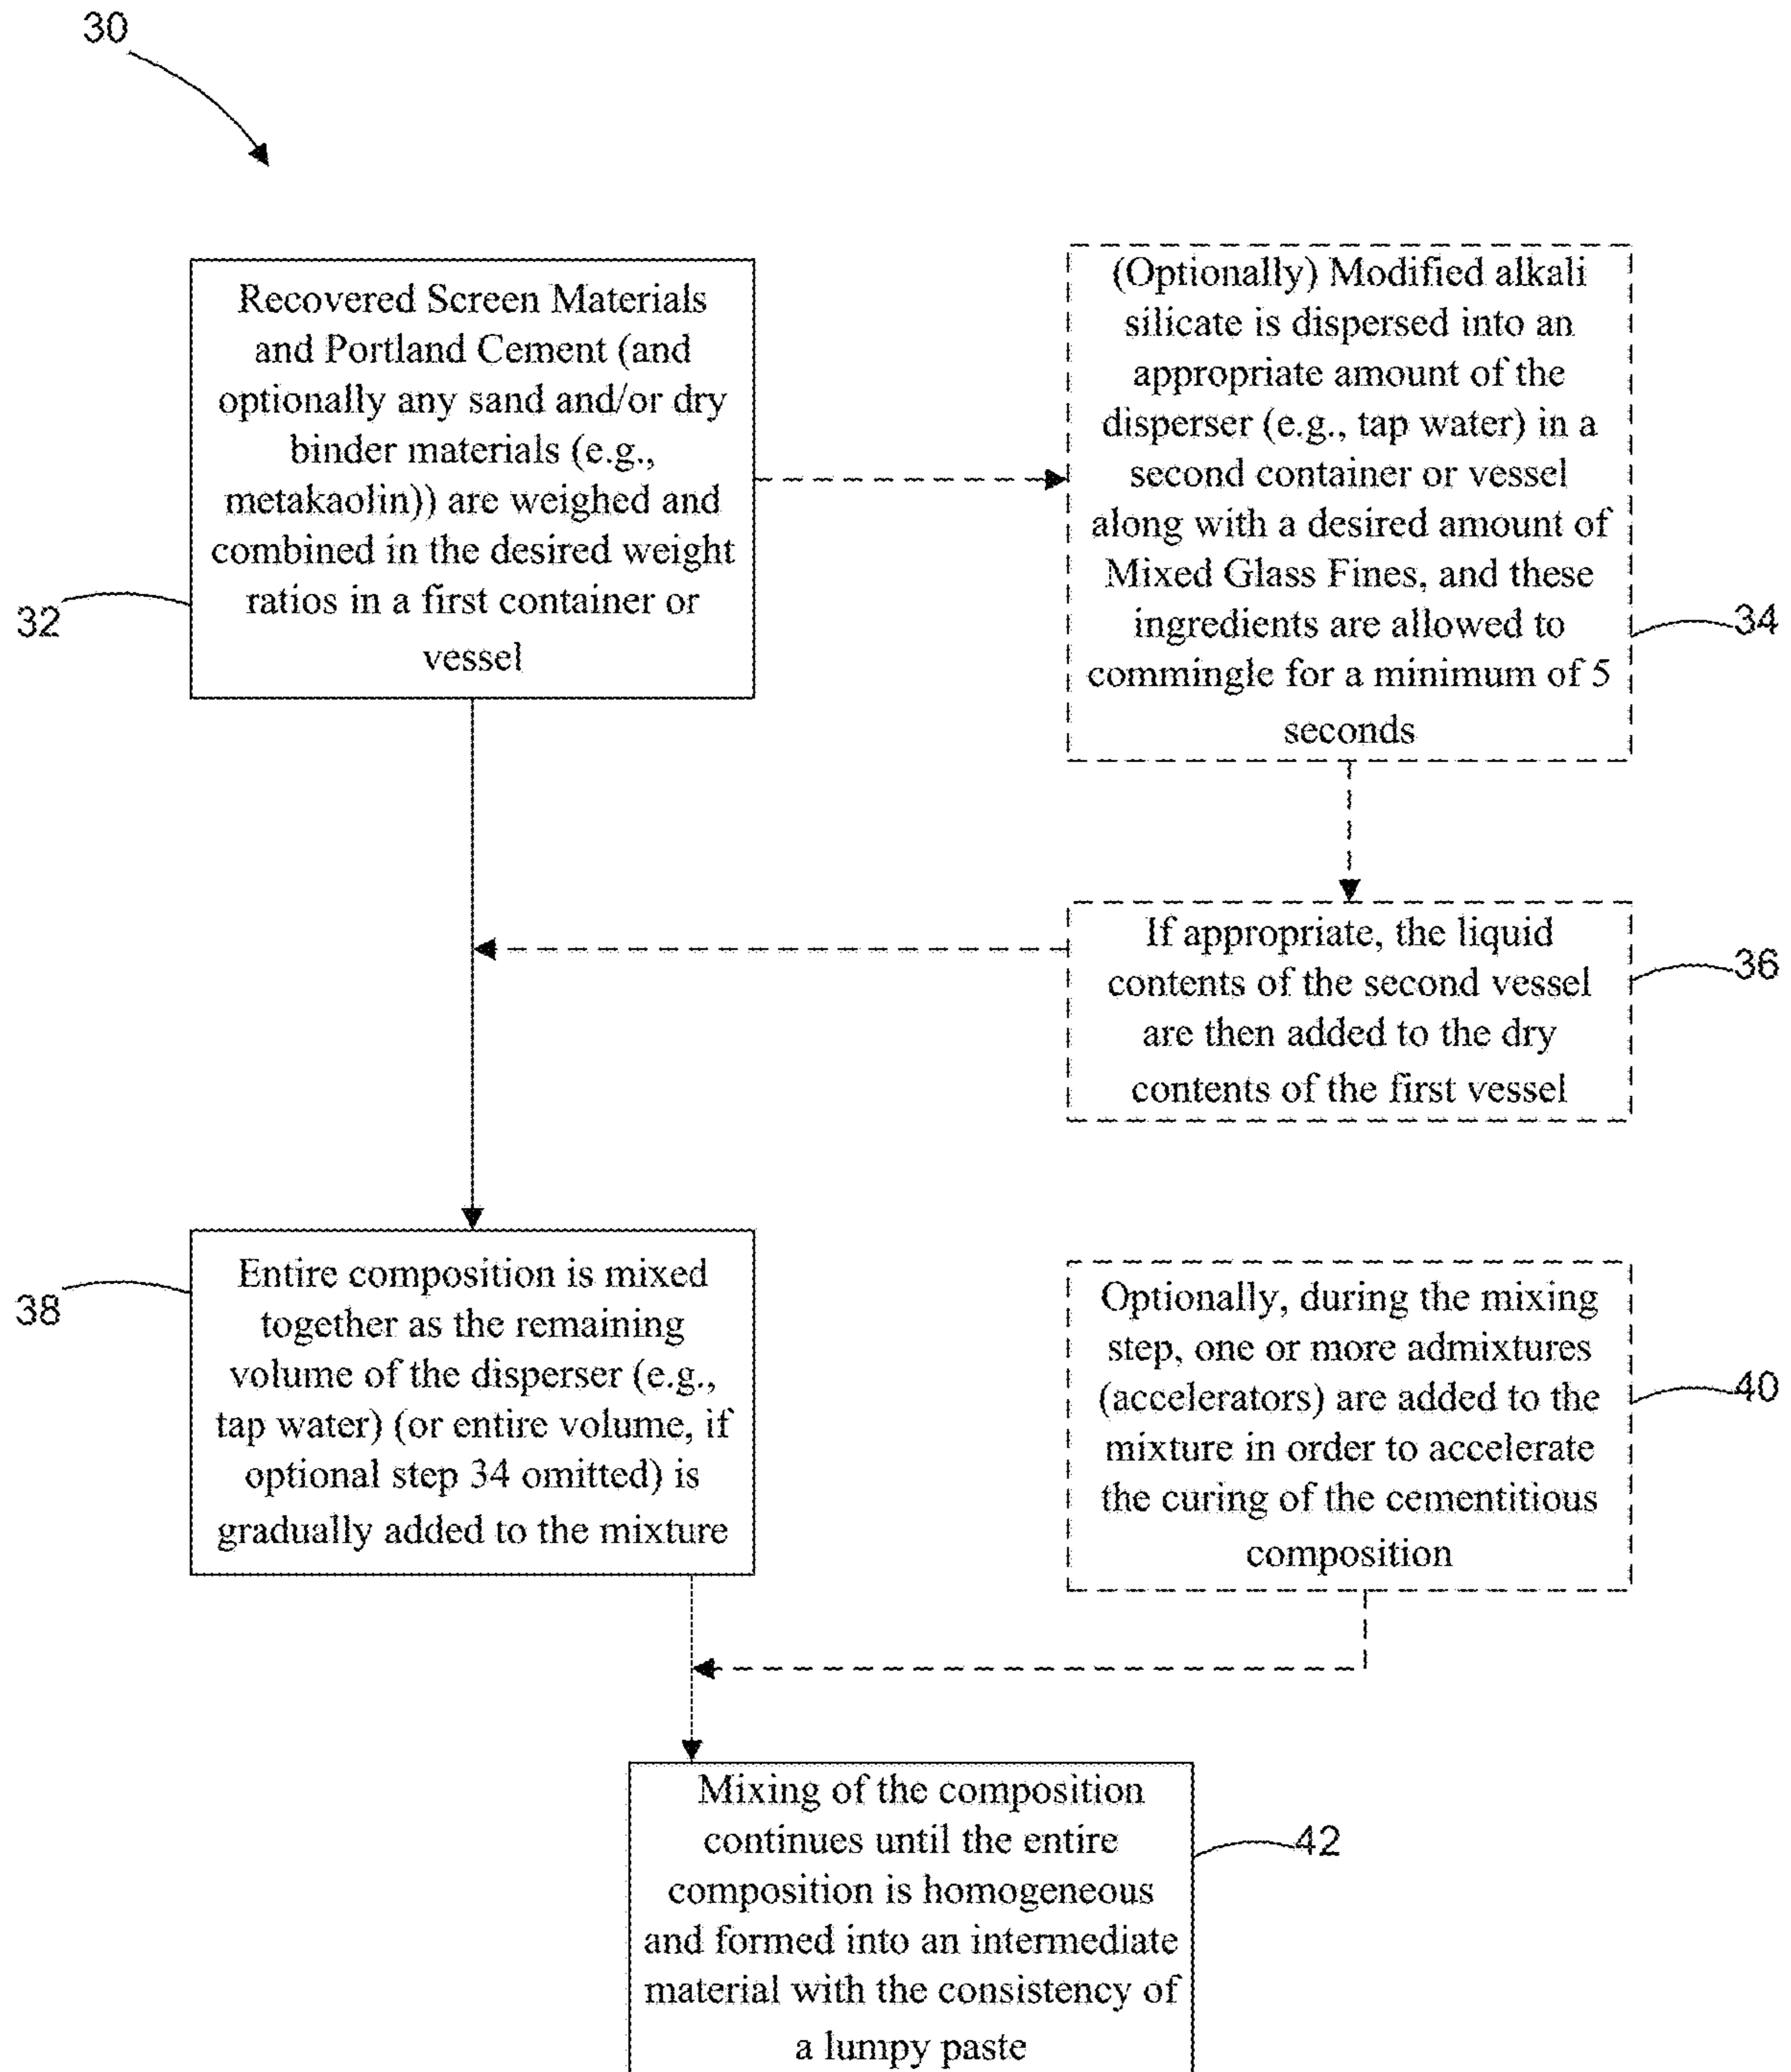 30
Recovered Screen Materials
and Portland Cement (and
optionally any sand and/or dry
binder materials (e.g.,
metakaolin)) are weighed and
combined in the desired weight
ratios in a first container or
vessel
32
(Optionally) Modified alkali
silicate is dispersed into an
appropriate amount of the
disperser (e.g., tap water) in a
second container or vessel
along with a desired amount of
Mixed Glass Fines, and these
ingredients are allowed to
commingle for a minimum of 5
seconds
34
If appropriate, the liquid
contents of the second vessel
are then added to the dry
contents of the first vessel
36
Entire composition is mixed
together as the remaining
volume of the disperser (e.g.,
tap water) (or entire volume, if
optional step 34 omitted) is
gradually added to the mixture
38
Optionally, during the mixing
step, one or more admixtures
(accelerators) are added to the
mixture in order to accelerate
the curing of the cementitious
composition
40
Mixing of the composition
continues until the entire
composition is homogeneous
and formed into an intermediate
material with the consistency of
a lumpy paste
42